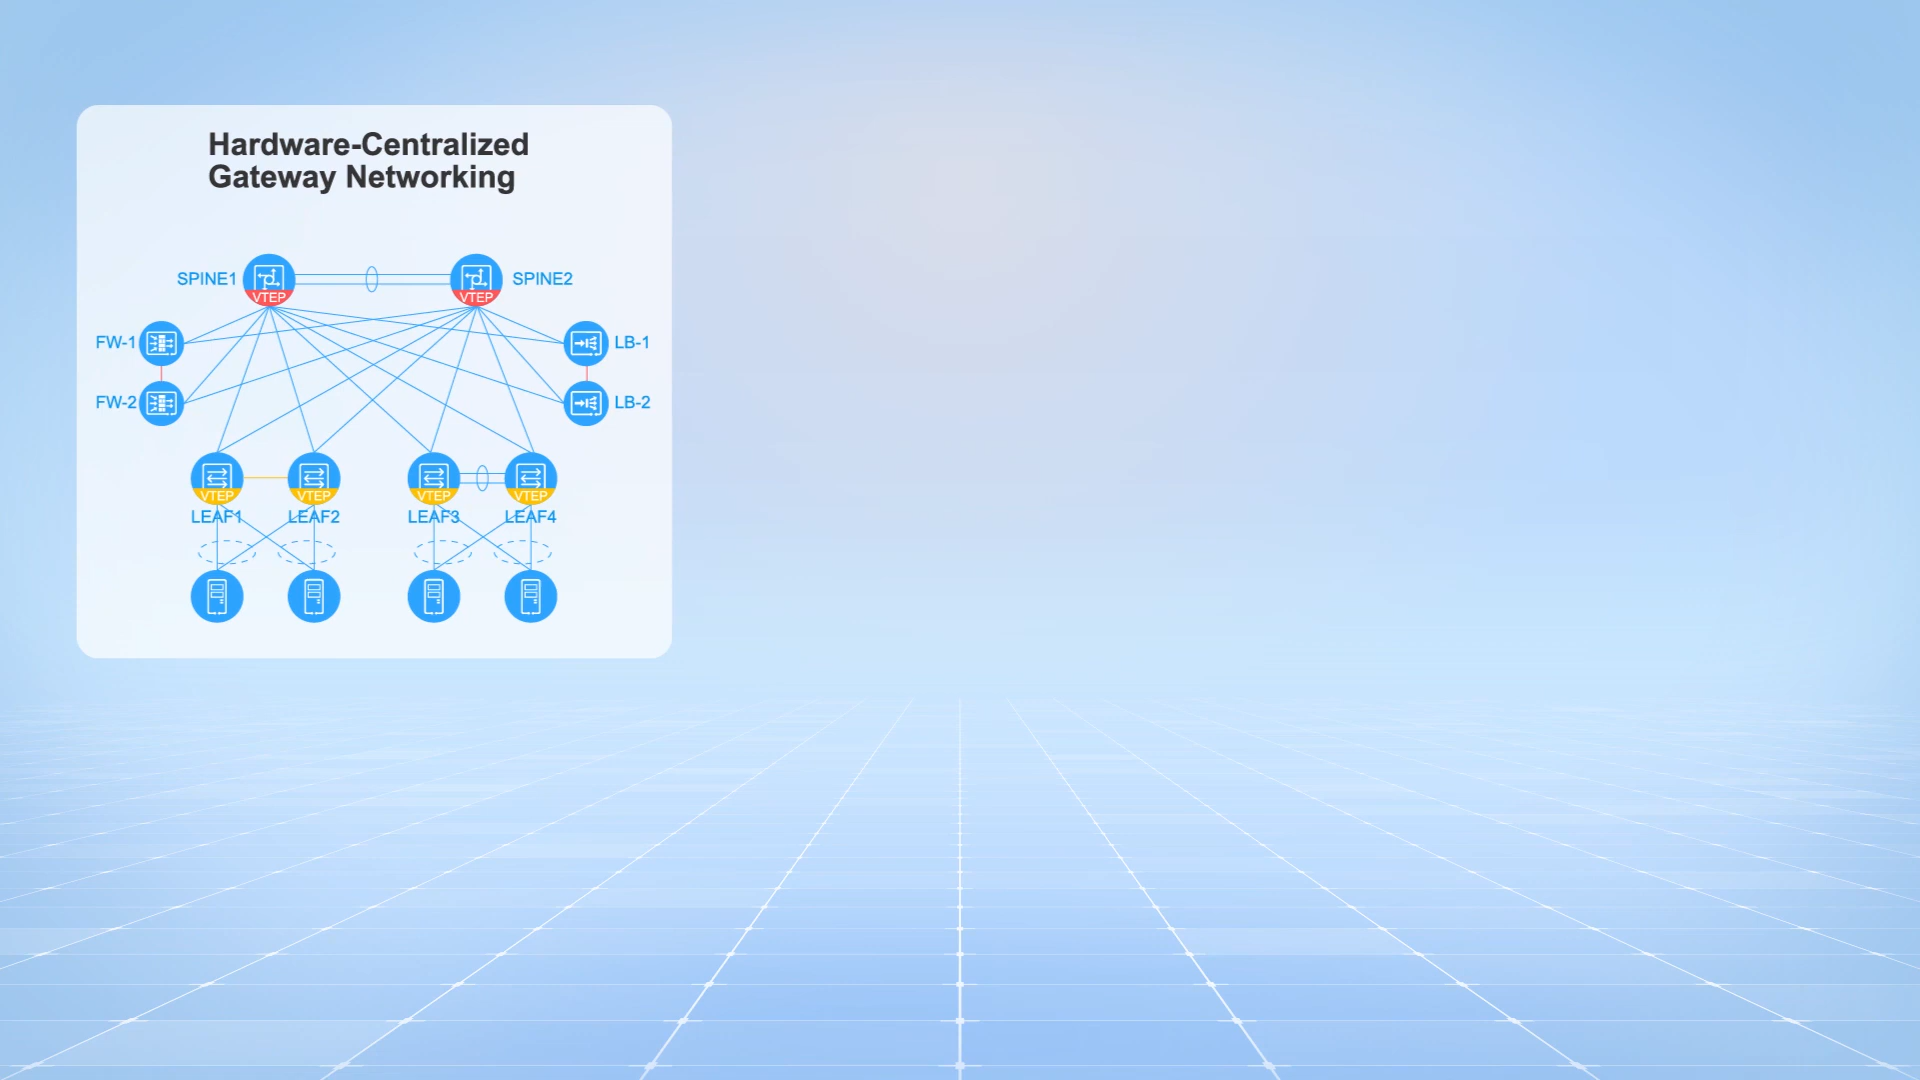 Hardware-Centralized
Gateway Networking
SPINE1
VTEP
VTEP
SPINE2
FW-1
LB-1
FW-2
LB-2
VTEP
VTEP
VTEP
VTEP
LEAF1
LEAF2
LEAF3
LEAF4